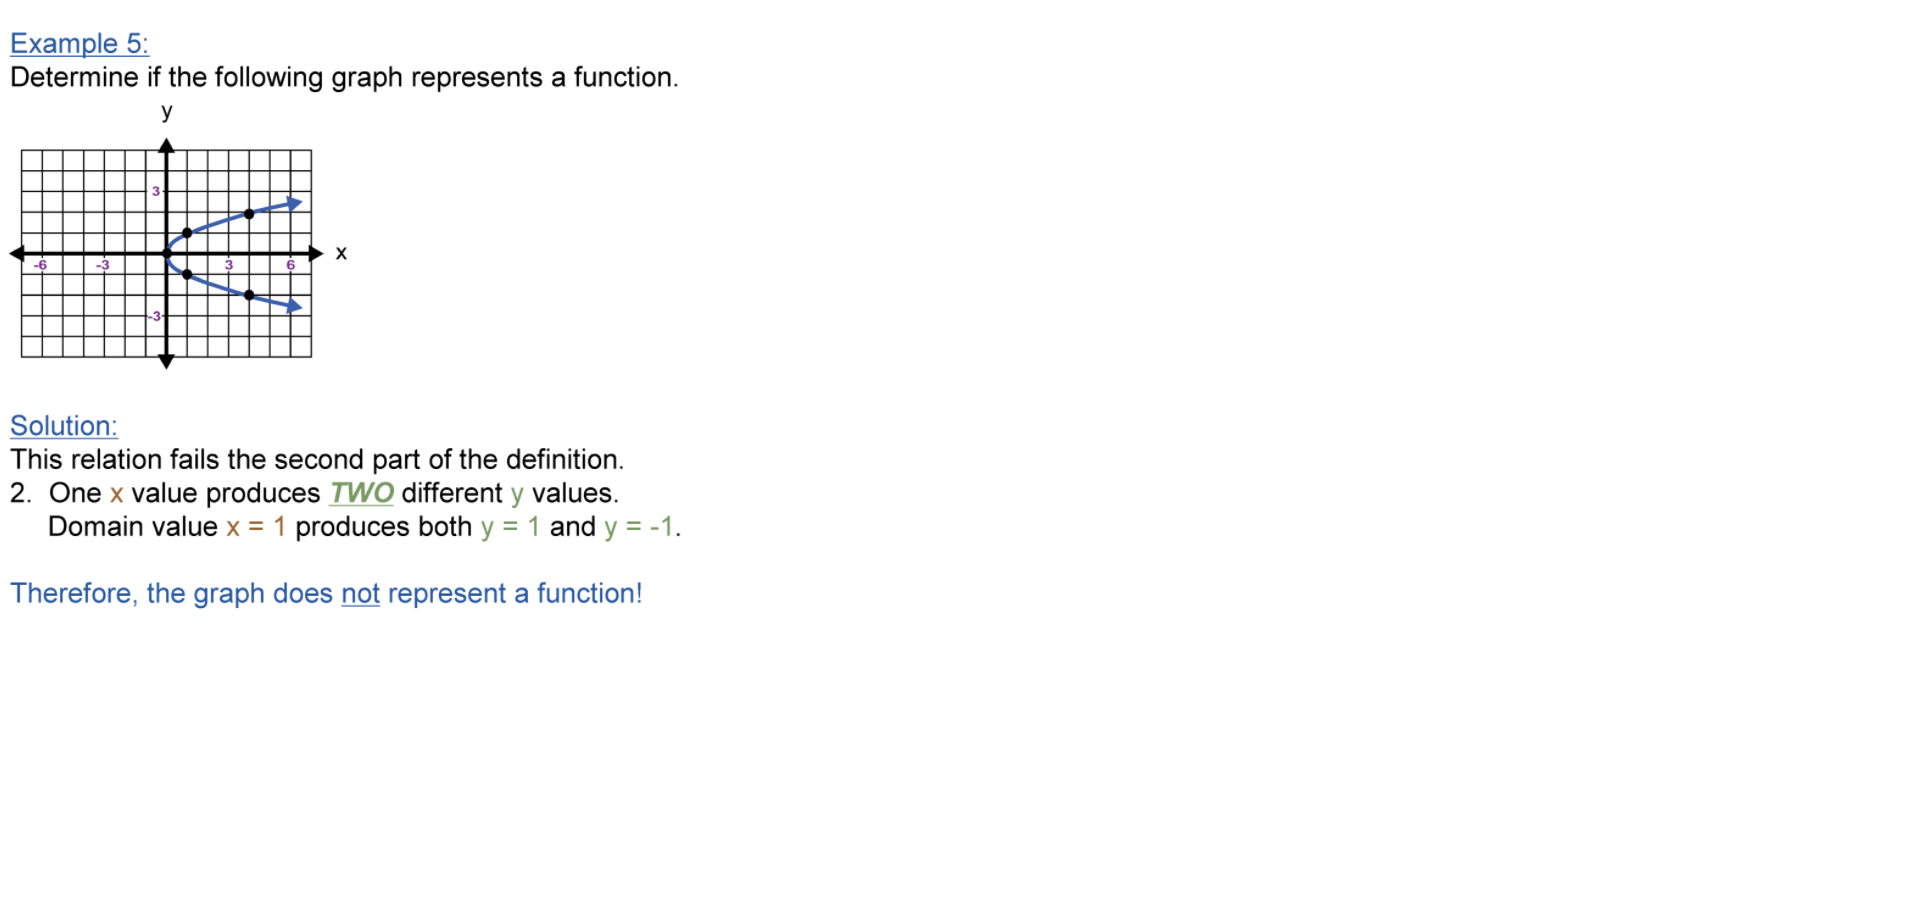 Example 5:
Determine if the following graph represents a function.
y
3
x
-6 -3 3 6
-3
Solution:
This relation fails the second part of the definition.
2. One x value produces TWO different y values.
Domain value x = 1 produces both y = 1 and y = -1.
Therefore, the graph does not represent a function!